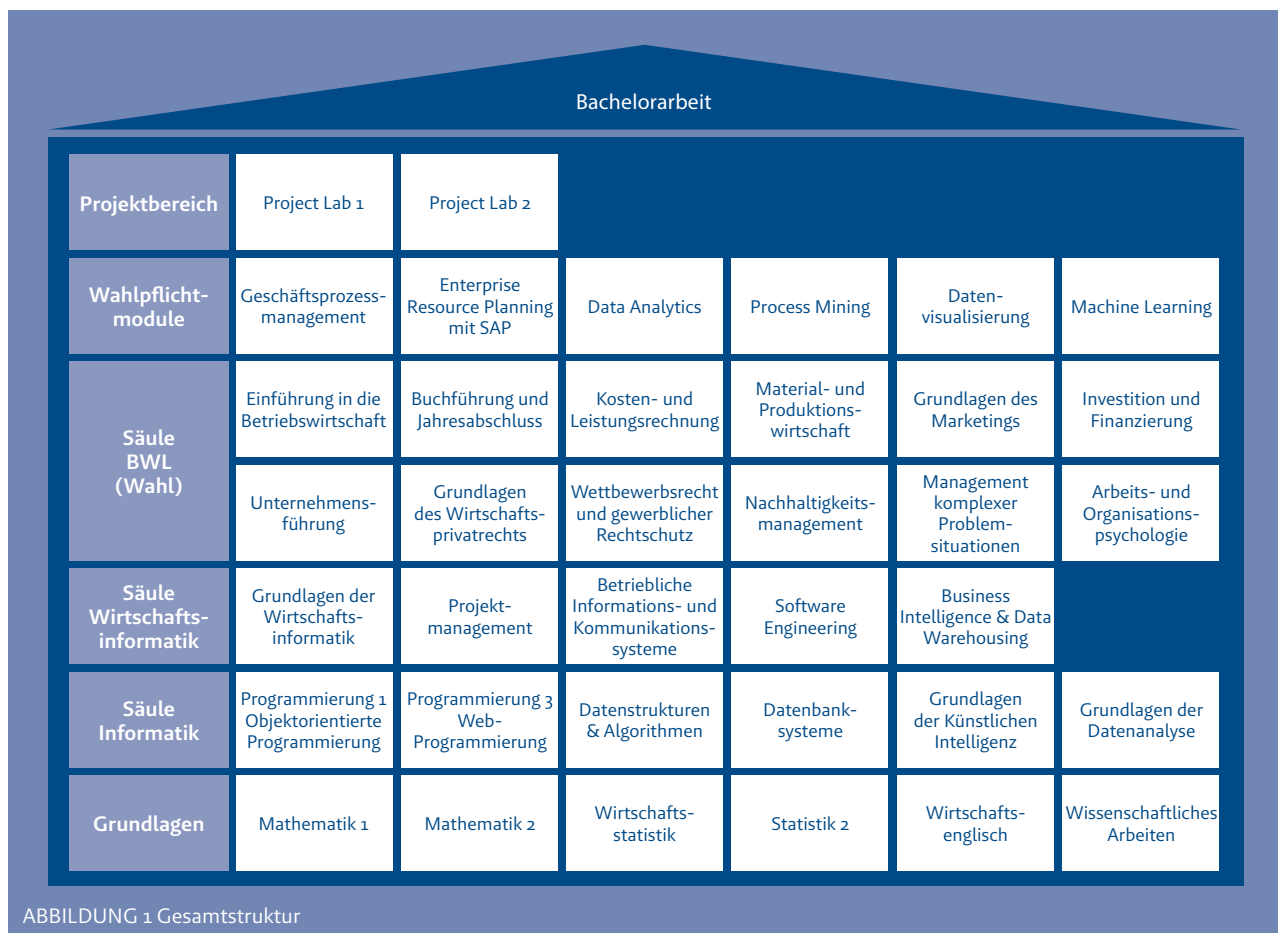 Bachelorarbeit
Projektbereich
Project Lab 1
Project Lab 2
Wahlpflicht-
module
Geschäftsprozess-
management
Enterprise
Resource Planning
mit SAP
Data Analytics
Process Mining
Daten-
visualisierung
Machine Learning
Säule
BWL
(Wahl)
Einführung in die
Betriebswirtschaft
Buchführung und
Jahresabschluss
Kosten- und
Leistungsrechnung
Material- und
Produktions-
wirtschaft
Grundlagen des
Marketings
Investition und
Finanzierung
Unternehmens-
führung
Grundlagen
des Wirtschafts-
privatrechts
Wettbewerbsrecht
und gewerblicher
Rechtschutz
Nachhaltigkeits-
management
Management
komplexer
Problem-
situationen
Arbeits- und
Organisations-
psychologie
Säule
Wirtschafts-
informatik
Grundlagen der
Wirtschafts-
informatik
Projekt-
management
Betriebliche
Informations- und
Kommunikations-
systeme
Software
Engineering
Business
Intelligence & Data
Warehousing
Säule
Informatik
Programmierung 1
Objektorientierte
Programmierung
Programmierung 3
Web-
Programmierung
Datenstrukturen
& Algorithmen
Datenbank-
systeme
Grundlagen
der Künstlichen
Intelligenz
Grundlagen der
Datenanalyse
Grundlagen
Mathematik 1
Mathematik 2
Wirtschafts-
statistik
Statistik 2
Wirtschafts-
englisch
Wissenschaftliches
Arbeiten
ABBILDUNG 1 Gesamtstruktur